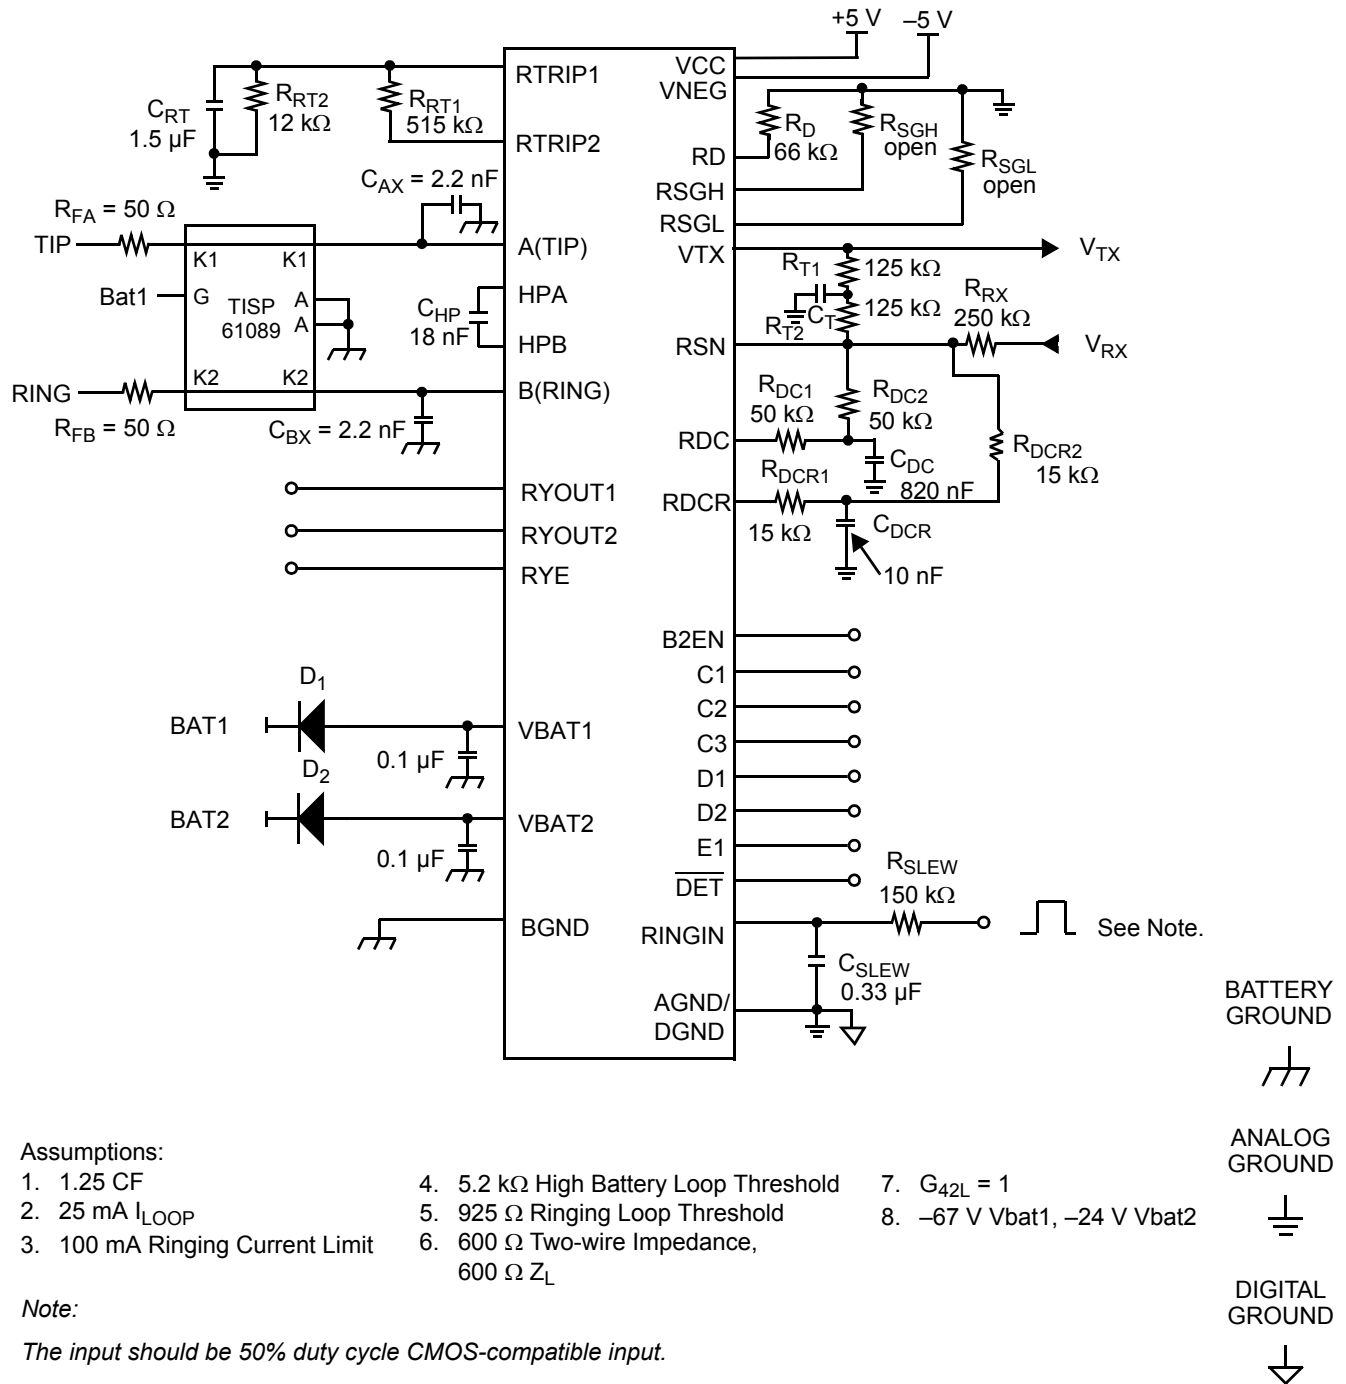 +5 V
–5 V
RTRIP1
VCC
VNEG
C_RT
1.5 µF
R_RT2
12 kΩ
R_RT1
515 kΩ
RTRIP2
R_D
66 kΩ
R_SGH
open
R_SGL
open
RD
RSGH
RSGL
C_AX = 2.2 nF
R_FA = 50 Ω
TIP
K1
K1
A(TIP)
VTX
V_TX
R_T1
125 kΩ
Bat1
G
TISP
61089
A
A
C_HP
18 nF
HPA
HPB
C_T
R_T2
125 kΩ
R_RX
250 kΩ
RSN
V_RX
RING
K2
K2
B(RING)
R_FB = 50 Ω
C_BX = 2.2 nF
R_DC1
50 kΩ
R_DC2
50 kΩ
RDC
C_DC
820 nF
R_DCR2
15 kΩ
R_DCR1
15 kΩ
RDCR
C_DCR
10 nF
RYOUT1
RYOUT2
RYE
B2EN
C1
C2
C3
D1
D2
E1
DET
D_1
BAT1
VBAT1
0.1 µF
D_2
BAT2
VBAT2
0.1 µF
R_SLEW
150 kΩ
BGND
RINGIN
See Note.
C_SLEW
0.33 µF
AGND/
DGND
BATTERY
GROUND
ANALOG
GROUND
DIGITAL
GROUND
Assumptions:
1. 1.25 CF
2. 25 mA I_LOOP
3. 100 mA Ringing Current Limit
4. 5.2 kΩ High Battery Loop Threshold
5. 925 Ω Ringing Loop Threshold
6. 600 Ω Two-wire Impedance,
600 Ω Z_L
7. G_42L = 1
8. –67 V Vbat1, –24 V Vbat2
Note:
The input should be 50% duty cycle CMOS-compatible input.